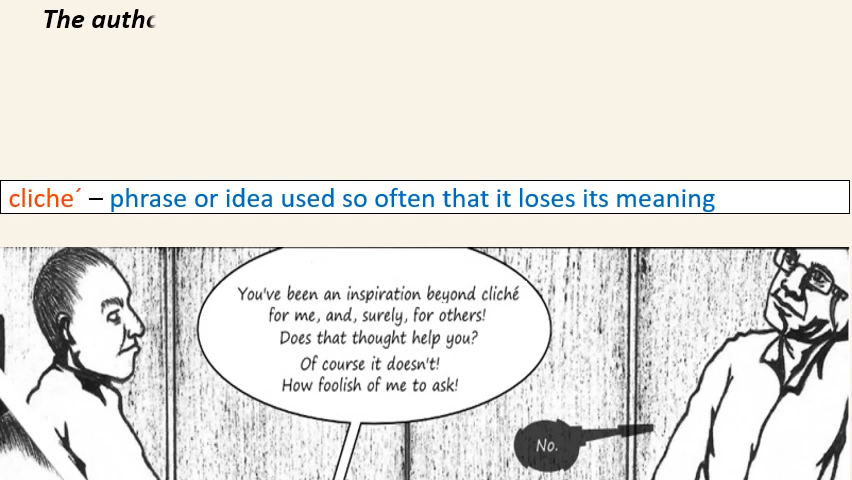 The autho
cliche´ – phrase or idea used so often that it loses its meaning
You've been an inspiration beyond cliché
for me, and, surely, for others!
Does that thought help you?
Of course it doesn't!
How foolish of me to ask!
No.